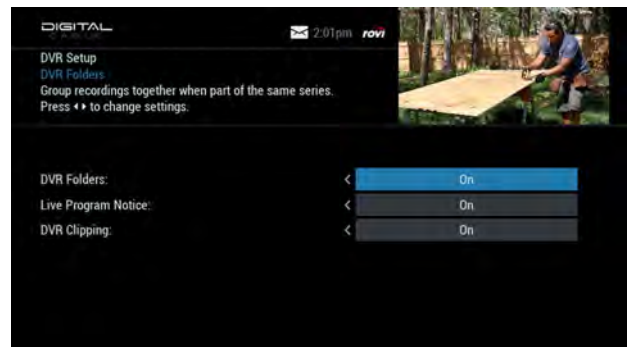 DIGITAL
CABLE
2:01pm rovi
DVR Setup
DVR Folders
Group recordings together when part of the same series.
Press ◂ ▸ to change settings.
DVR Folders: < On
Live Program Notice: < On
DVR Clipping: < On